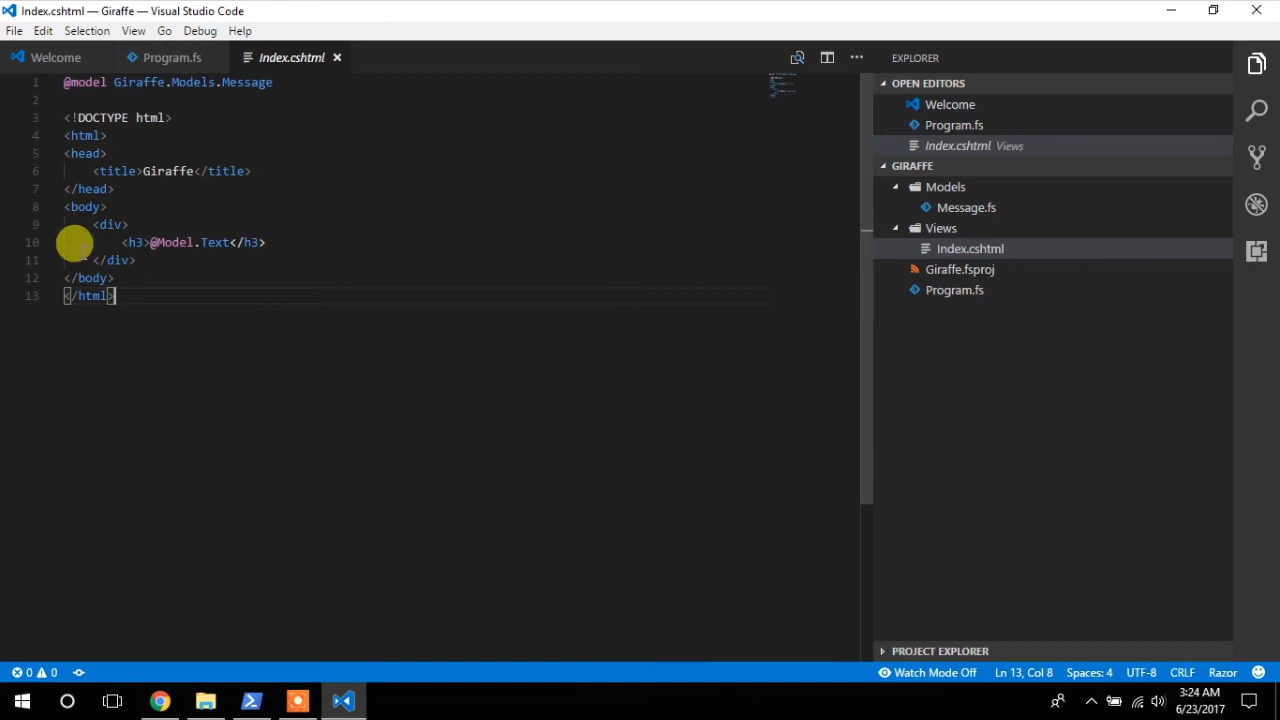 Index.cshtml — Giraffe — Visual Studio Code
File Edit Selection View Go Debug Help
Welcome Program.fs Index.cshtml
EXPLORER
OPEN EDITORS
Welcome
Program.fs
Index.cshtml Views
GIRAFFE
Models
Message.fs
Views
Index.cshtml
Giraffe.fsproj
Program.fs
PROJECT EXPLORER
1 @model Giraffe.Models.Message
2
3 <!DOCTYPE html>
4 <html>
5 <head>
6 <title>Giraffe</title>
7 </head>
8 <body>
9 <div>
10 <h3>@Model.Text</h3>
11 </div>
12 </body>
13 </html>
0 0 Watch Mode Off Ln 13, Col 8 Spaces: 4 UTF-8 CRLF Razor
3:24 AM
6/23/2017